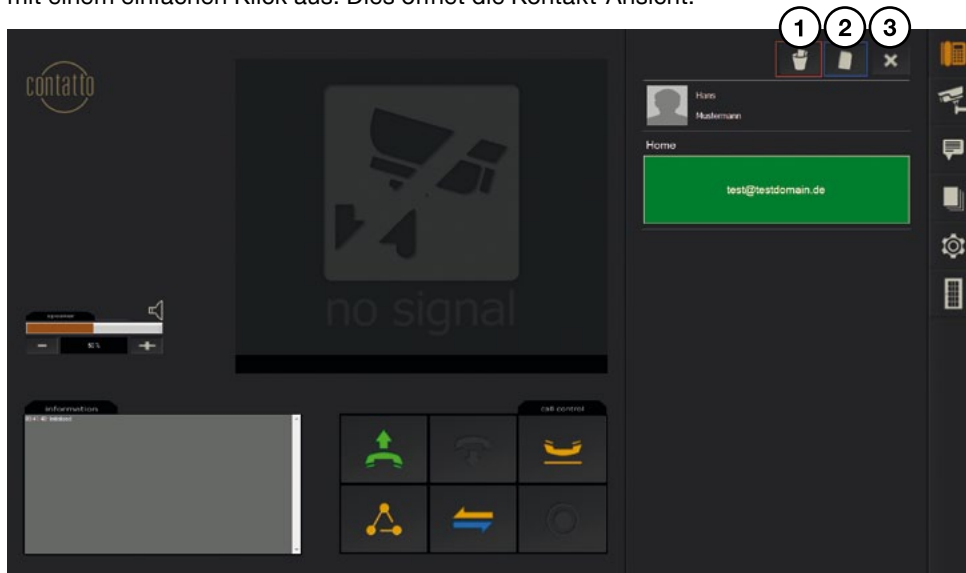 mit einem einfachen Klick aus. Dies öffnet die Kontakt-Ansicht.
1 2 3
contatto
Hans
Mustermann
Home
test@testdomain.de
no signal
speaker
information
call control